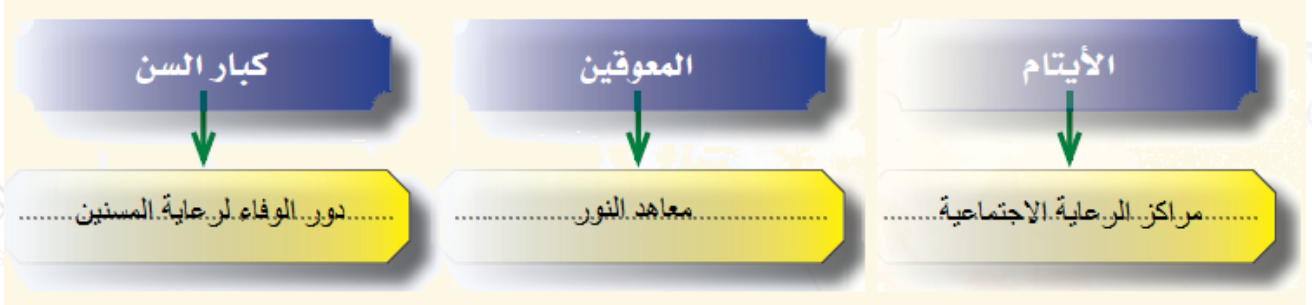 الأيتام
المعوقين
كبار السن
مراكز الرعاية الاجتماعية
معاهد النور
دور الوفاء لرعاية المسنين